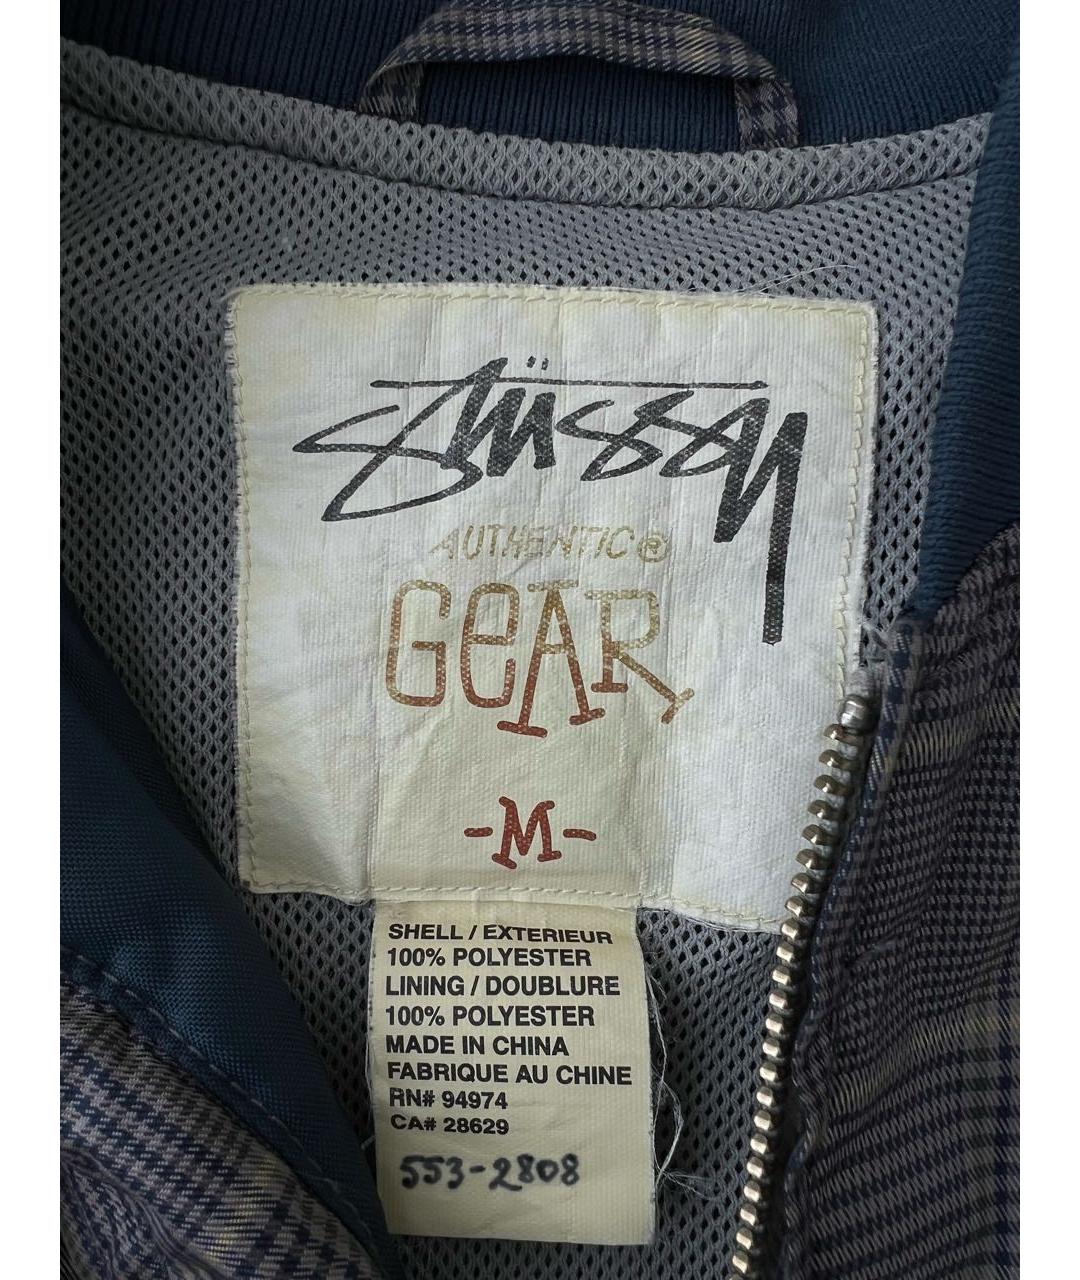 Stüssy
AUTHENTIC®
GEAR
-M-
SHELL / EXTERIEUR
100% POLYESTER
LINING / DOUBLURE
100% POLYESTER
MADE IN CHINA
FABRIQUE AU CHINE
RN# 94974
CA# 28629
553-2808